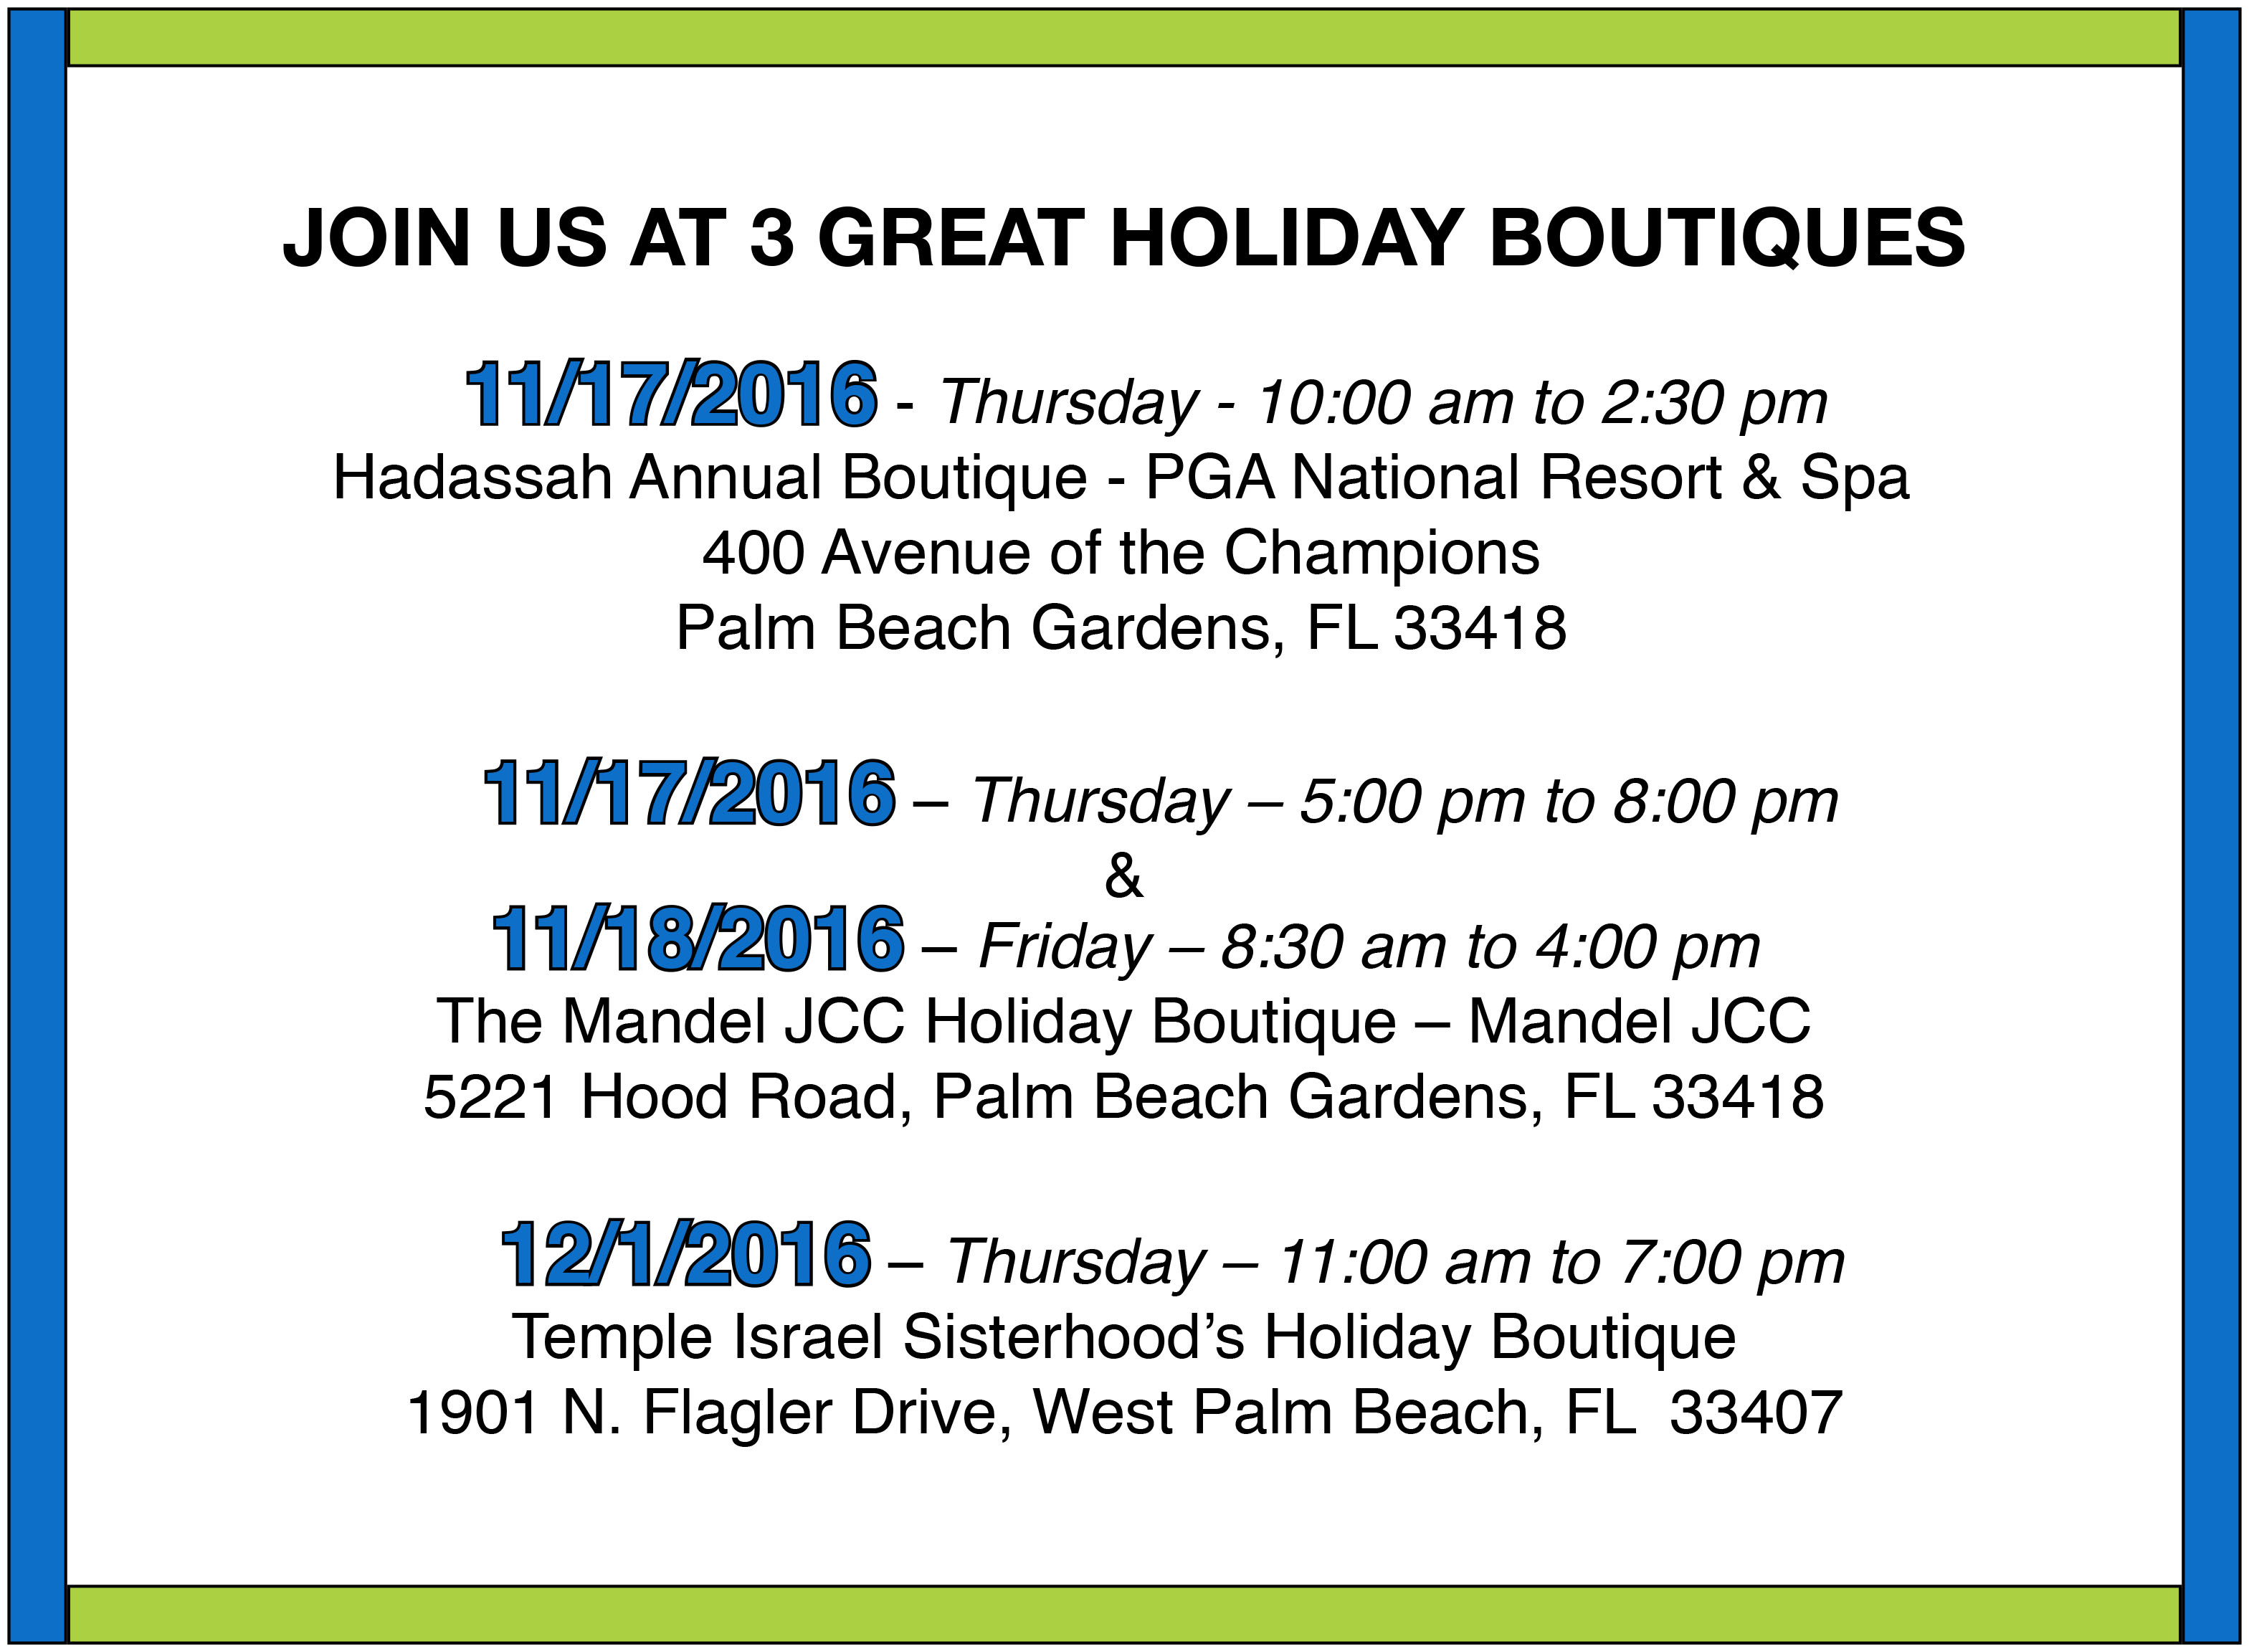 JOIN US AT 3 GREAT HOLIDAY BOUTIQUES
11/17/2016 - Thursday - 10:00 am to 2:30 pm
Hadassah Annual Boutique - PGA National Resort & Spa
400 Avenue of the Champions
Palm Beach Gardens, FL 33418
11/17/2016 – Thursday – 5:00 pm to 8:00 pm
&
11/18/2016 – Friday – 8:30 am to 4:00 pm
The Mandel JCC Holiday Boutique – Mandel JCC
5221 Hood Road, Palm Beach Gardens, FL 33418
12/1/2016 – Thursday – 11:00 am to 7:00 pm
Temple Israel Sisterhood’s Holiday Boutique
1901 N. Flagler Drive, West Palm Beach, FL  33407